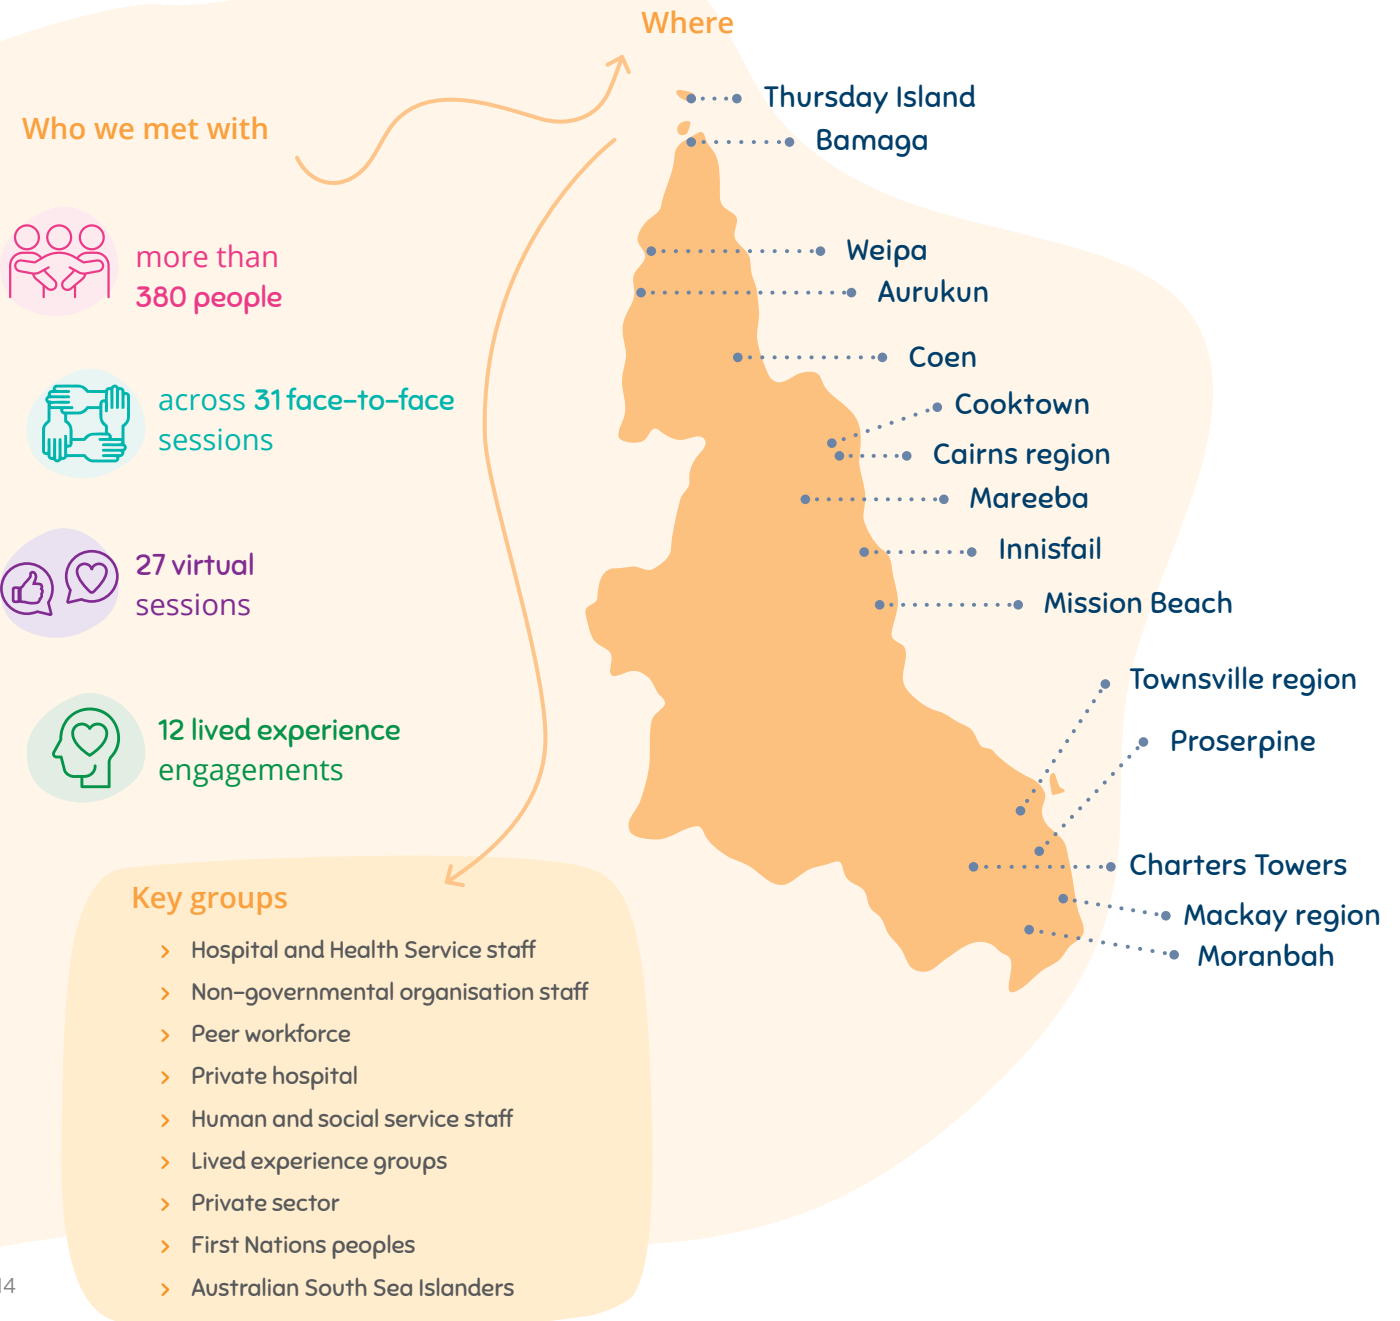 Who we met with
more than
380 people
across 31 face-to-face
sessions
27 virtual
sessions
12 lived experience
engagements
Where
Thursday Island
Bamaga
Weipa
Aurukun
Coen
Cooktown
Cairns region
Mareeba
Innisfail
Mission Beach
Townsville region
Proserpine
Charters Towers
Mackay region
Moranbah
Key groups
> Hospital and Health Service staff
> Non-governmental organisation staff
> Peer workforce
> Private hospital
> Human and social service staff
> Lived experience groups
> Private sector
> First Nations peoples
> Australian South Sea Islanders
14